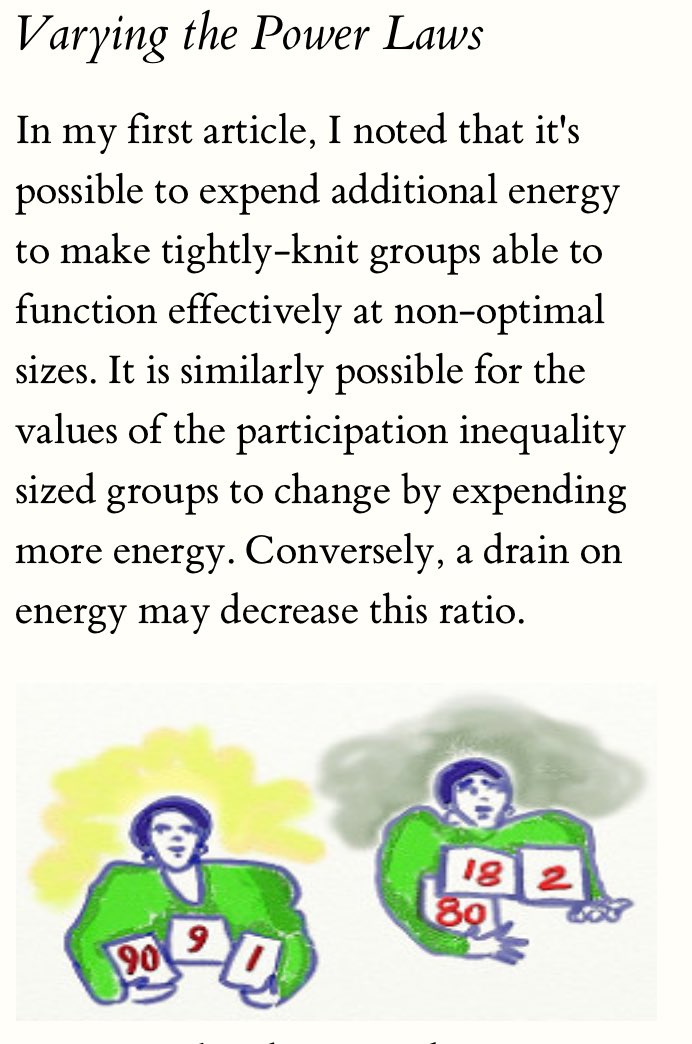 Varying the Power Laws
In my first article, I noted that it's
possible to expend additional energy
to make tightly-knit groups able to
function effectively at non-optimal
sizes. It is similarly possible for the
values of the participation inequality
sized groups to change by expending
more energy. Conversely, a drain on
energy may decrease this ratio.
90 9 1
18 2
80